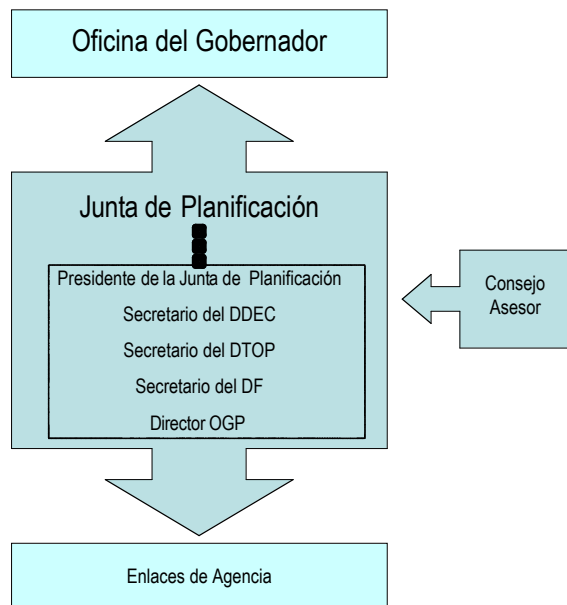 Oficina del Gobernador
Junta de Planificación
Presidente de la Junta de Planificación
Secretario del DDEC
Secretario del DTOP
Secretario del DF
Director OGP
Consejo
Asesor
Enlaces de Agencia